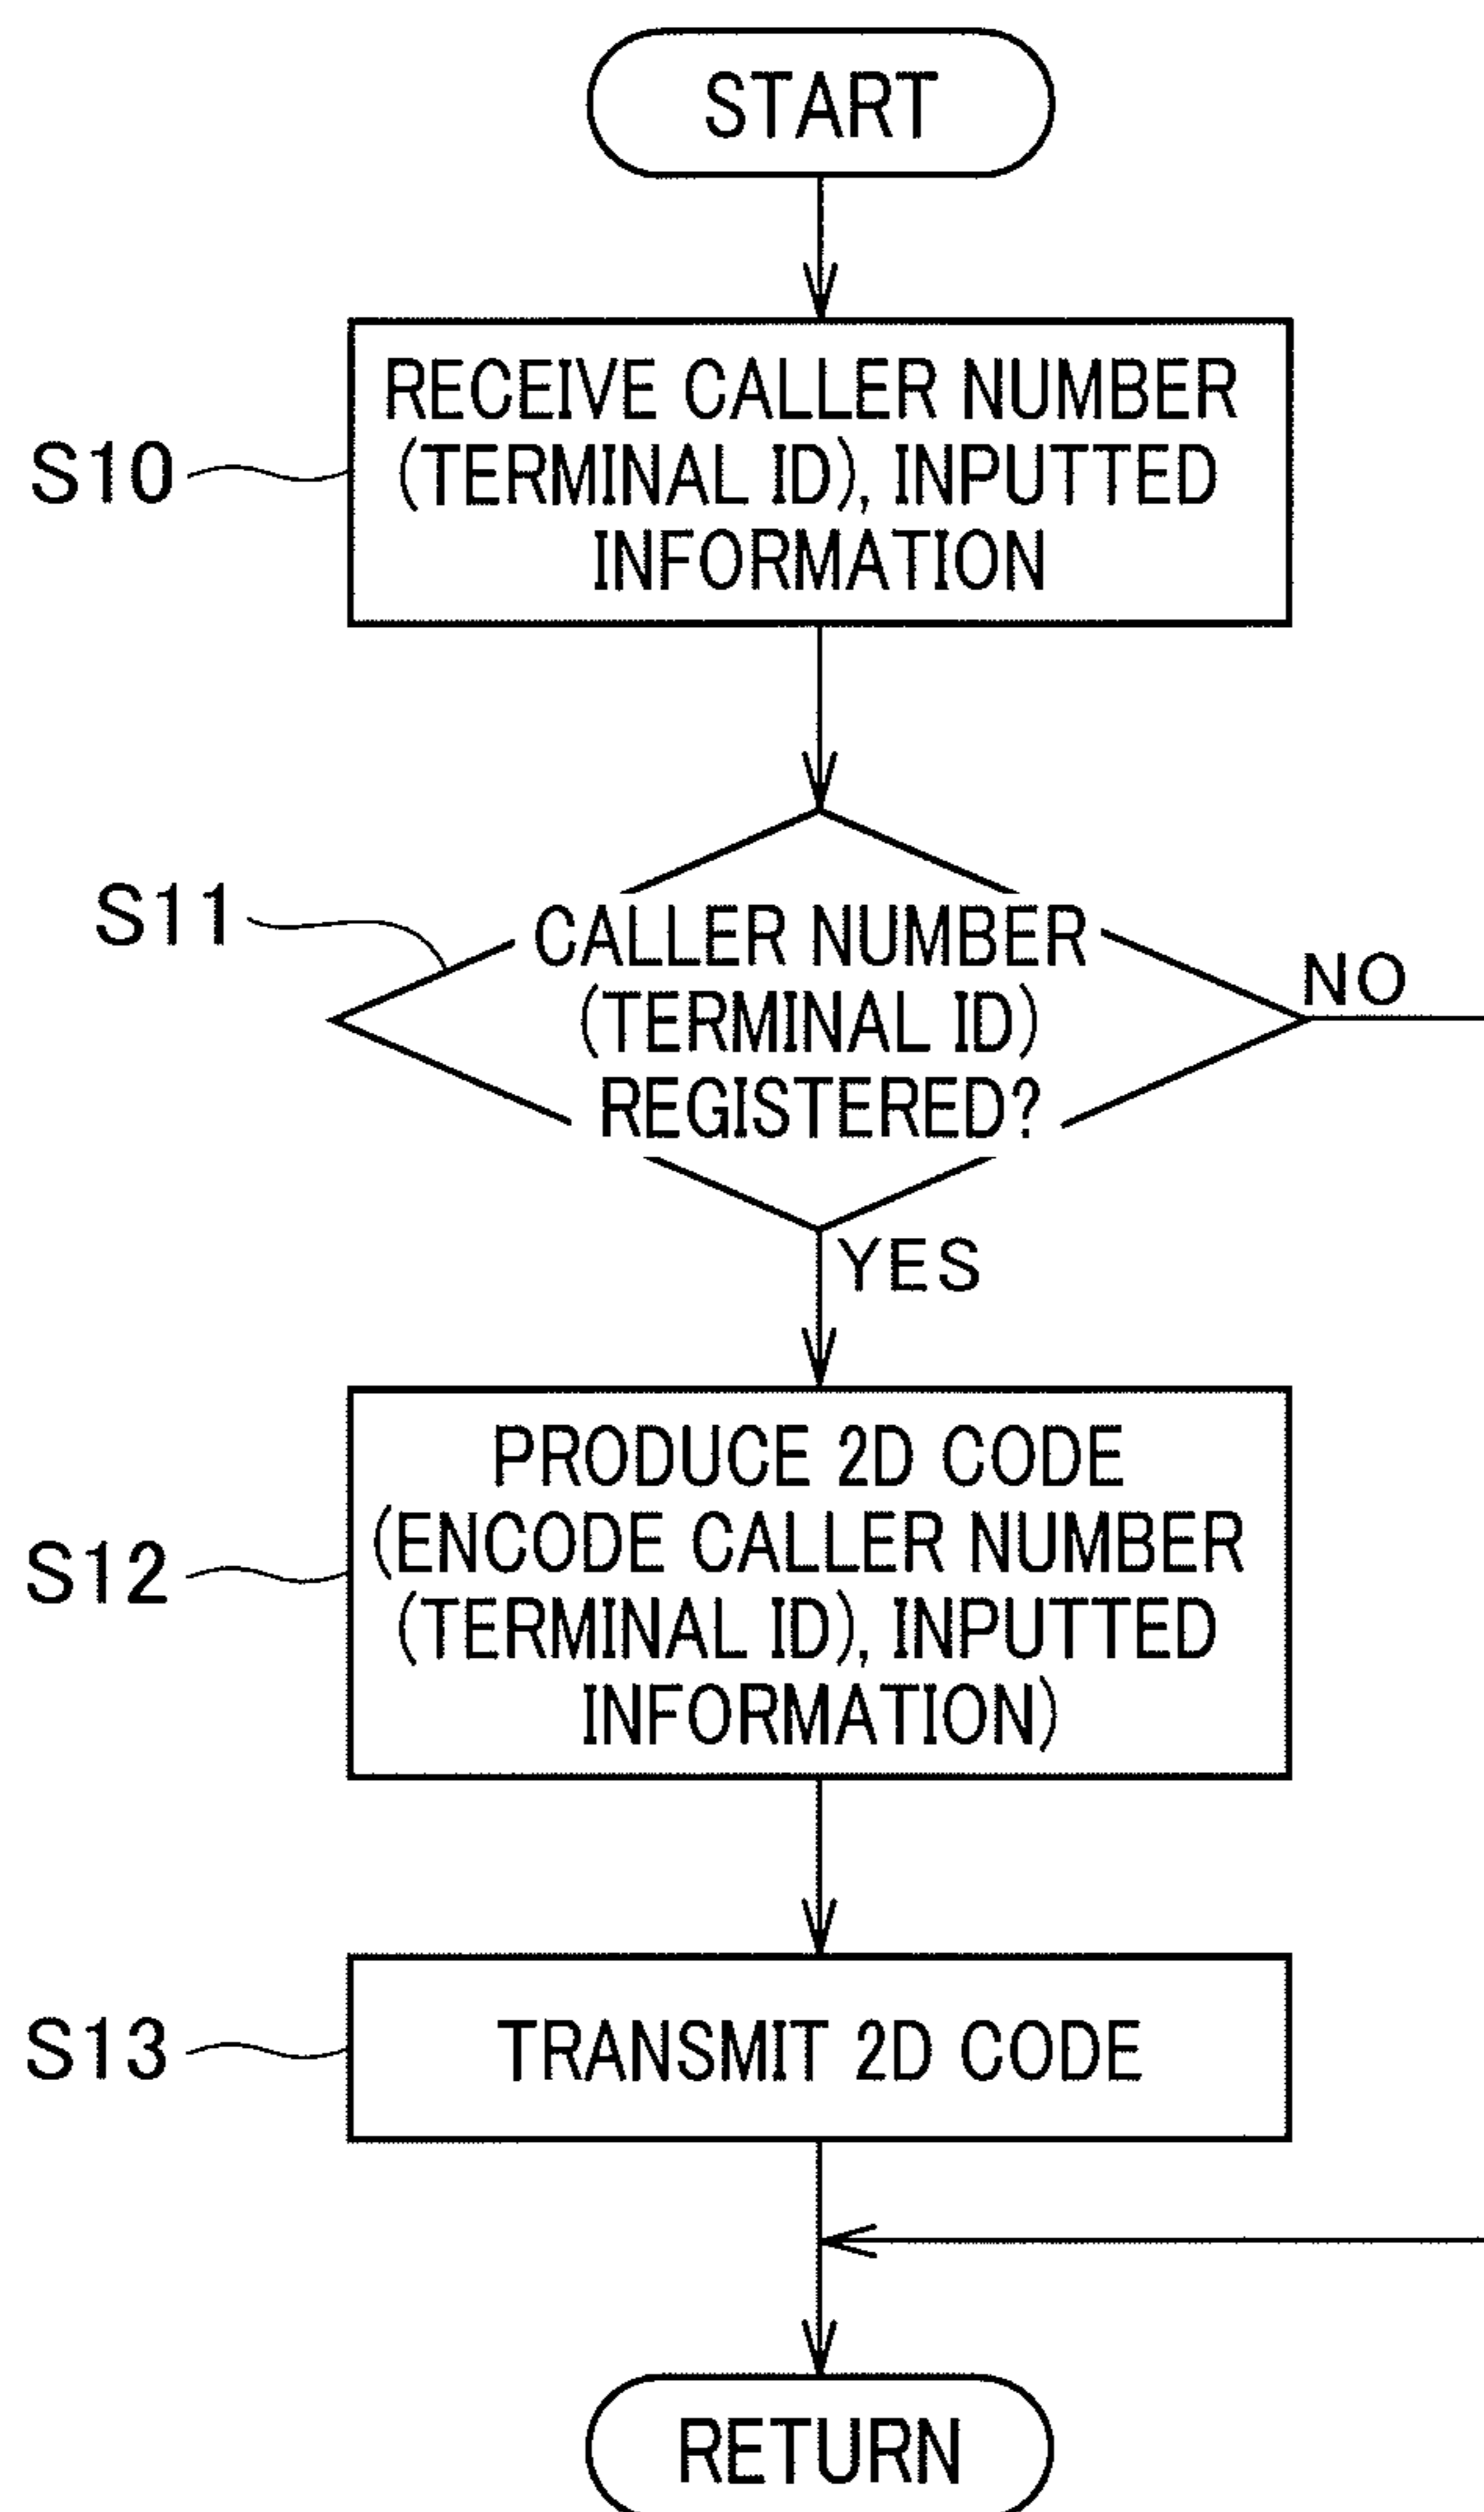 START
RECEIVE CALLER NUMBER
(TERMINAL ID), INPUTTED
INFORMATION
S10
S11
CALLER NUMBER
(TERMINAL ID)
REGISTERED?
NO
YES
PRODUCE 2D CODE
(ENCODE CALLER NUMBER
(TERMINAL ID), INPUTTED
INFORMATION)
S12
S13
TRANSMIT 2D CODE
RETURN